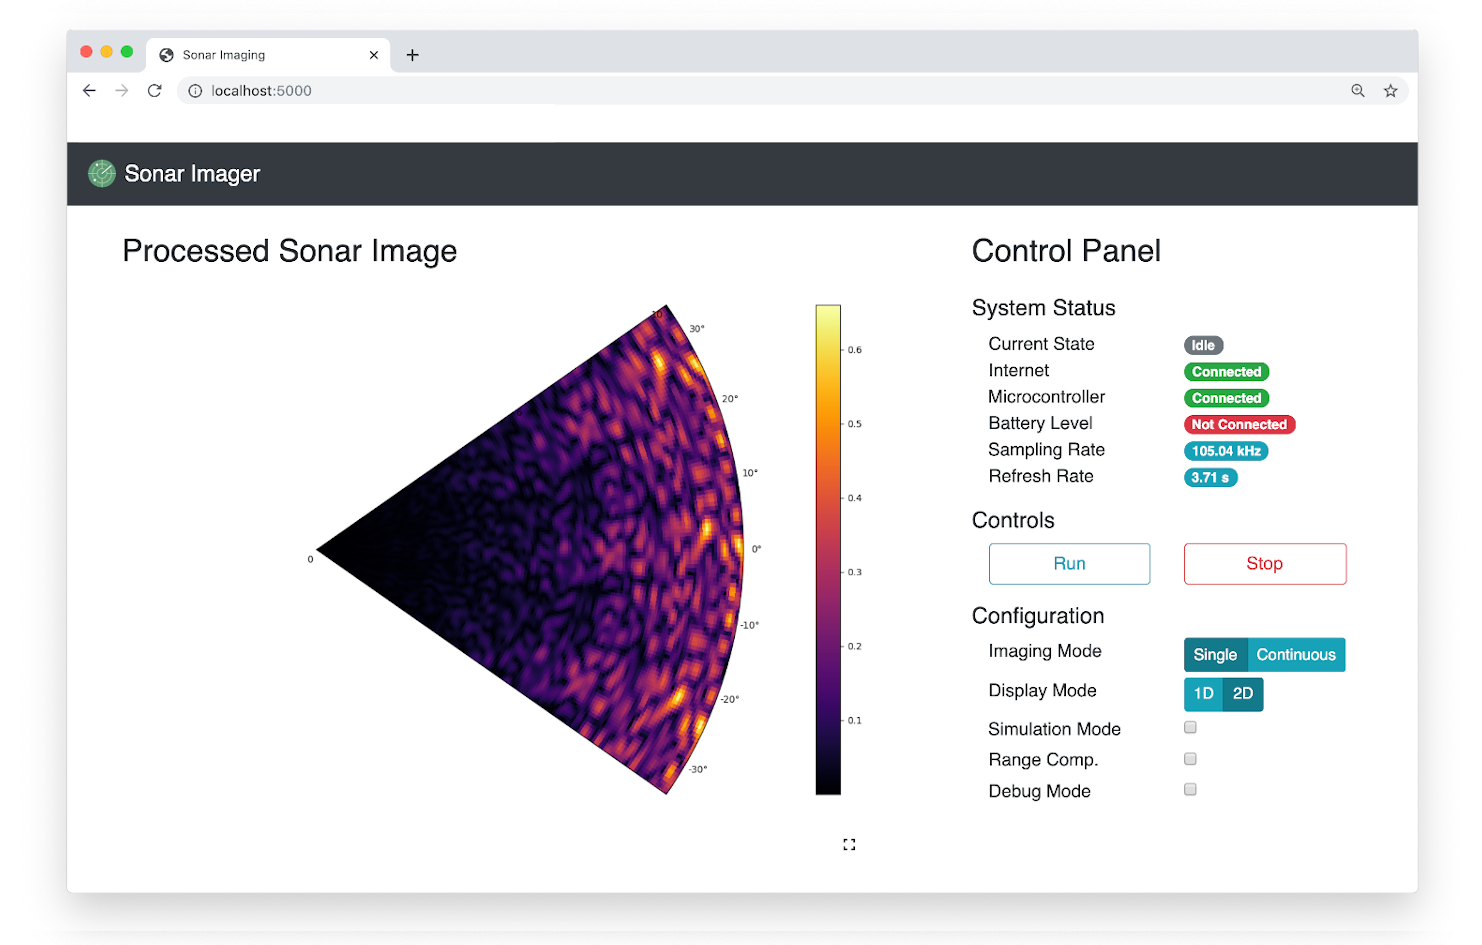 Sonar Imaging
localhost:5000
Sonar Imager
Processed Sonar Image
10
30°
20°
10°
0°
-10°
-20°
-30°
0
0.6
0.5
0.4
0.3
0.2
0.1
Control Panel
System Status
Current State Idle
Internet Connected
Microcontroller Connected
Battery Level Not Connected
Sampling Rate 105.04 kHz
Refresh Rate 3.71 s
Controls
Run Stop
Configuration
Imaging Mode Single Continuous
Display Mode 1D 2D
Simulation Mode
Range Comp.
Debug Mode